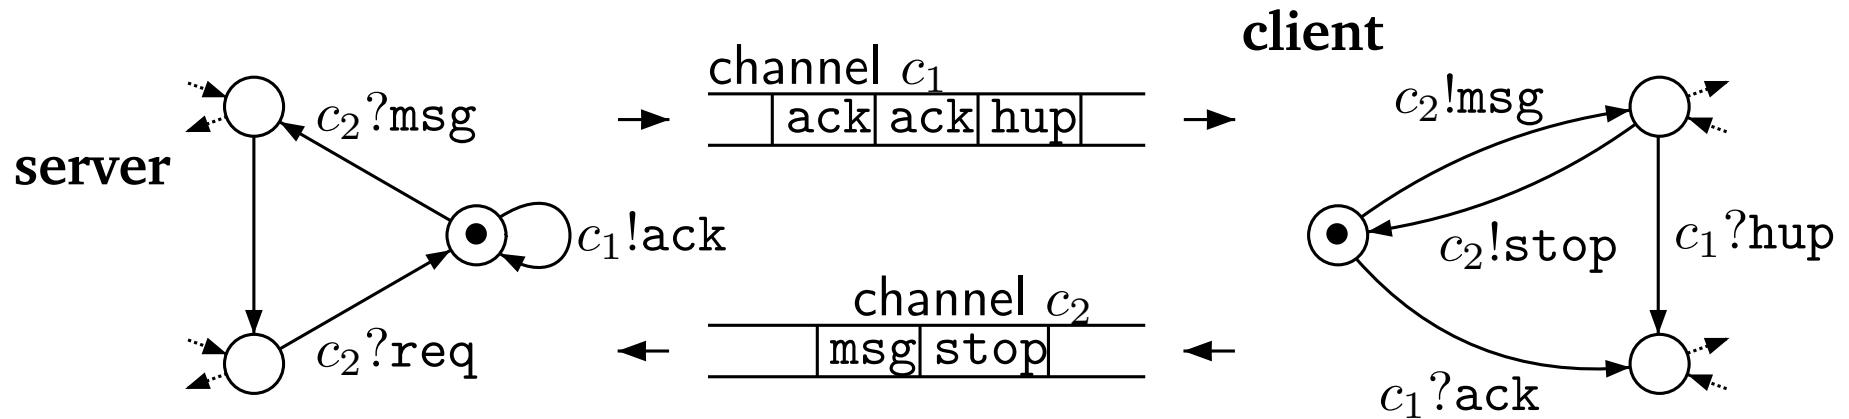 server
c₂?msg
c₁!ack
c₂?req
channel c₁
ack ack hup
channel c₂
msg stop
client
c₂!msg
c₂!stop
c₁?hup
c₁?ack